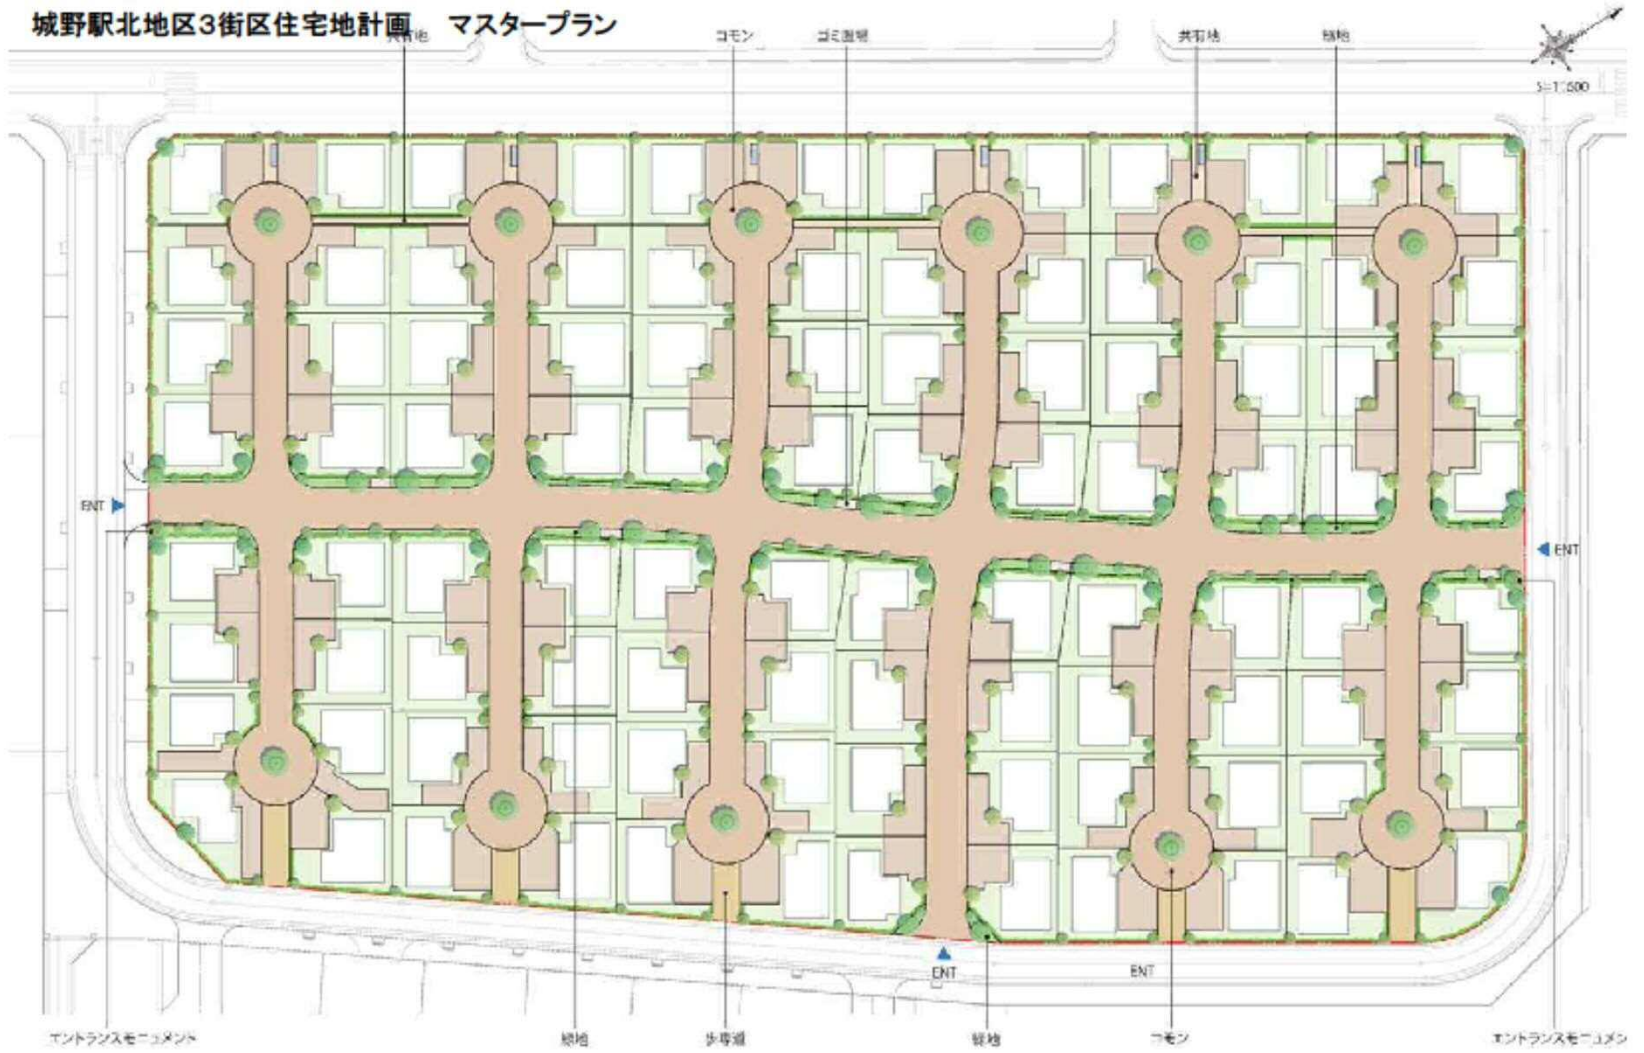 城野駅北地区3街区住宅地計画　マスタープラン
共有地
コモン
ゴミ置場
共有地
緑地
S=1:600
ENT
ENT
ENT
ENT
エントランスモニュメント
緑地
歩専道
緑地
コモン
エントランスモニュメン